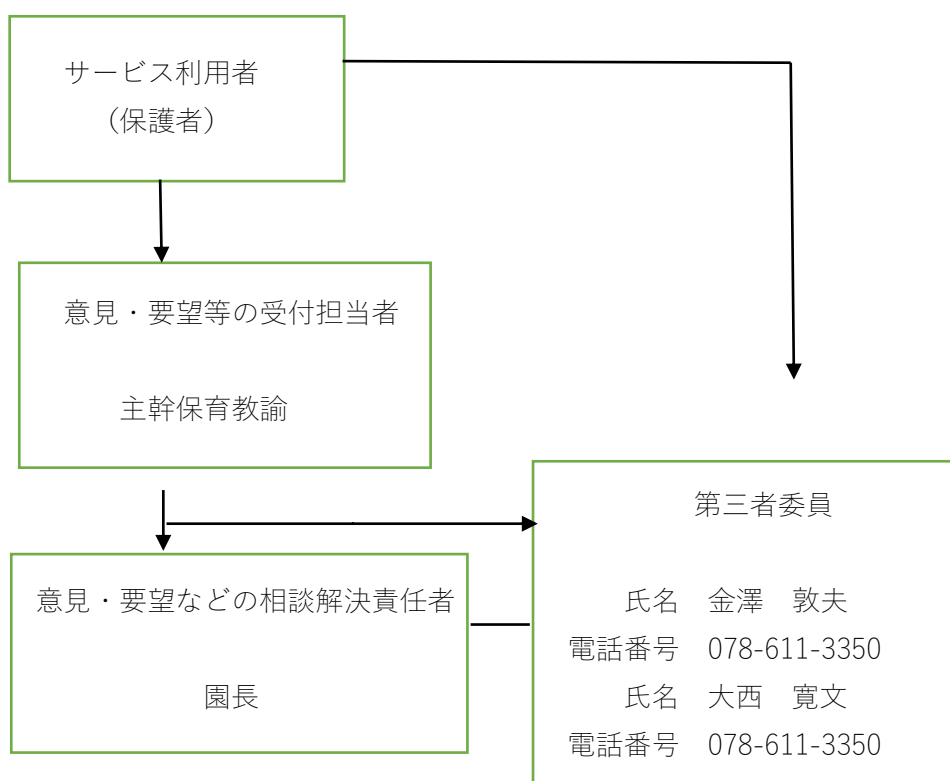 サービス利用者
（保護者）
意見・要望等の受付担当者
主幹保育教諭
意見・要望などの相談解決責任者
園長
第三者委員
氏名　金澤　敦夫
電話番号　078-611-3350
氏名　大西　寛文
電話番号　078-611-3350